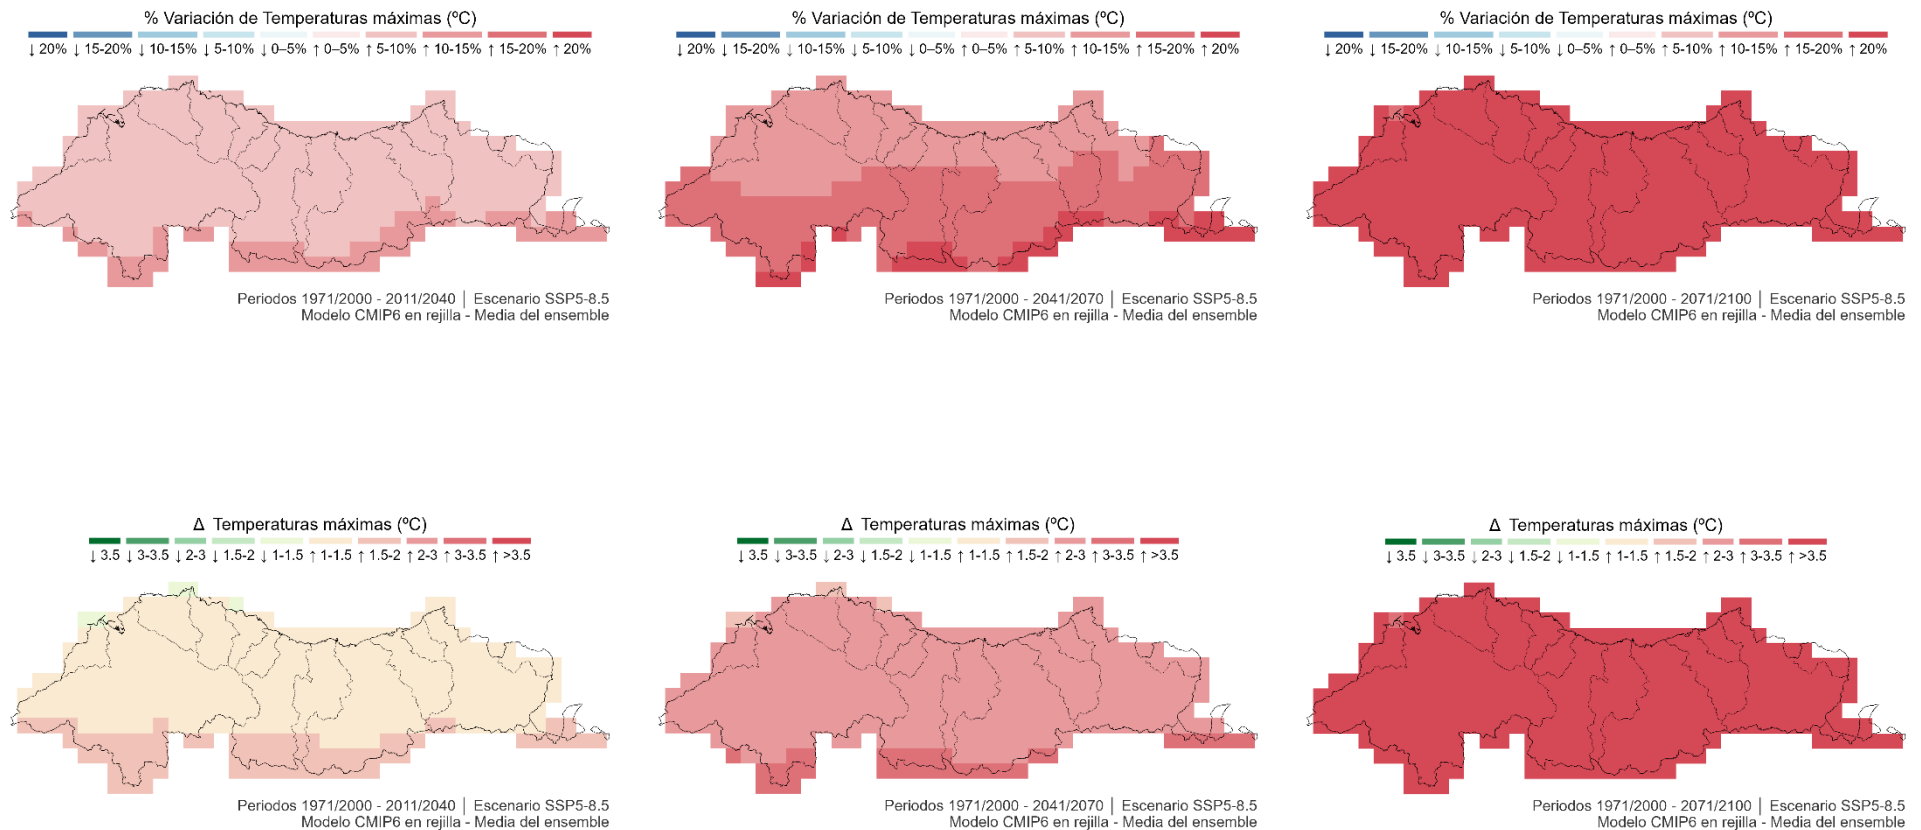 % Variación de Temperaturas máximas (ºC)
↓ 20% ↓ 15-20% ↓ 10-15% ↓ 5-10% ↓ 0–5% ↑ 0–5% ↑ 5-10% ↑ 10-15% ↑ 15-20% ↑ 20%
Periodos 1971/2000 - 2011/2040 | Escenario SSP5-8.5
Modelo CMIP6 en rejilla - Media del ensemble
% Variación de Temperaturas máximas (ºC)
↓ 20% ↓ 15-20% ↓ 10-15% ↓ 5-10% ↓ 0–5% ↑ 0–5% ↑ 5-10% ↑ 10-15% ↑ 15-20% ↑ 20%
Periodos 1971/2000 - 2041/2070 | Escenario SSP5-8.5
Modelo CMIP6 en rejilla - Media del ensemble
% Variación de Temperaturas máximas (ºC)
↓ 20% ↓ 15-20% ↓ 10-15% ↓ 5-10% ↓ 0–5% ↑ 0–5% ↑ 5-10% ↑ 10-15% ↑ 15-20% ↑ 20%
Periodos 1971/2000 - 2071/2100 | Escenario SSP5-8.5
Modelo CMIP6 en rejilla - Media del ensemble
Δ Temperaturas máximas (ºC)
↓ 3.5 ↓ 3-3.5 ↓ 2-3 ↓ 1.5-2 ↓ 1-1.5 ↑ 1-1.5 ↑ 1.5-2 ↑ 2-3 ↑ 3-3.5 ↑ >3.5
Periodos 1971/2000 - 2011/2040 | Escenario SSP5-8.5
Modelo CMIP6 en rejilla - Media del ensemble
Δ Temperaturas máximas (ºC)
↓ 3.5 ↓ 3-3.5 ↓ 2-3 ↓ 1.5-2 ↓ 1-1.5 ↑ 1-1.5 ↑ 1.5-2 ↑ 2-3 ↑ 3-3.5 ↑ >3.5
Periodos 1971/2000 - 2041/2070 | Escenario SSP5-8.5
Modelo CMIP6 en rejilla - Media del ensemble
Δ Temperaturas máximas (ºC)
↓ 3.5 ↓ 3-3.5 ↓ 2-3 ↓ 1.5-2 ↓ 1-1.5 ↑ 1-1.5 ↑ 1.5-2 ↑ 2-3 ↑ 3-3.5 ↑ >3.5
Periodos 1971/2000 - 2071/2100 | Escenario SSP5-8.5
Modelo CMIP6 en rejilla - Media del ensemble